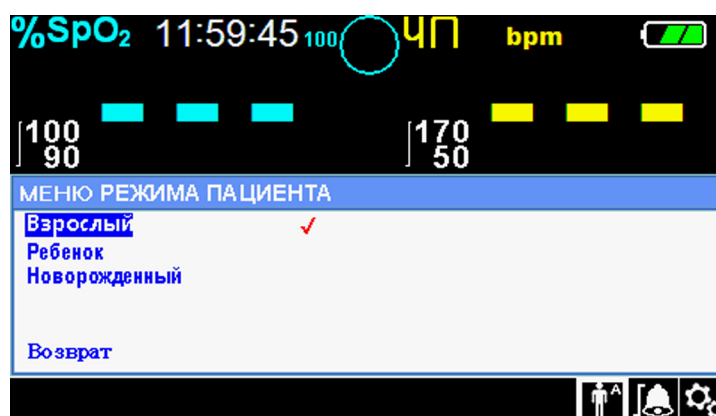 %SpO₂ 11:59:45 100 ЧП bpm
100 170
90 50
МЕНЮ РЕЖИМА ПАЦИЕНТА
Взрослый ✓
Ребенок
Новорожденный
Возврат
A